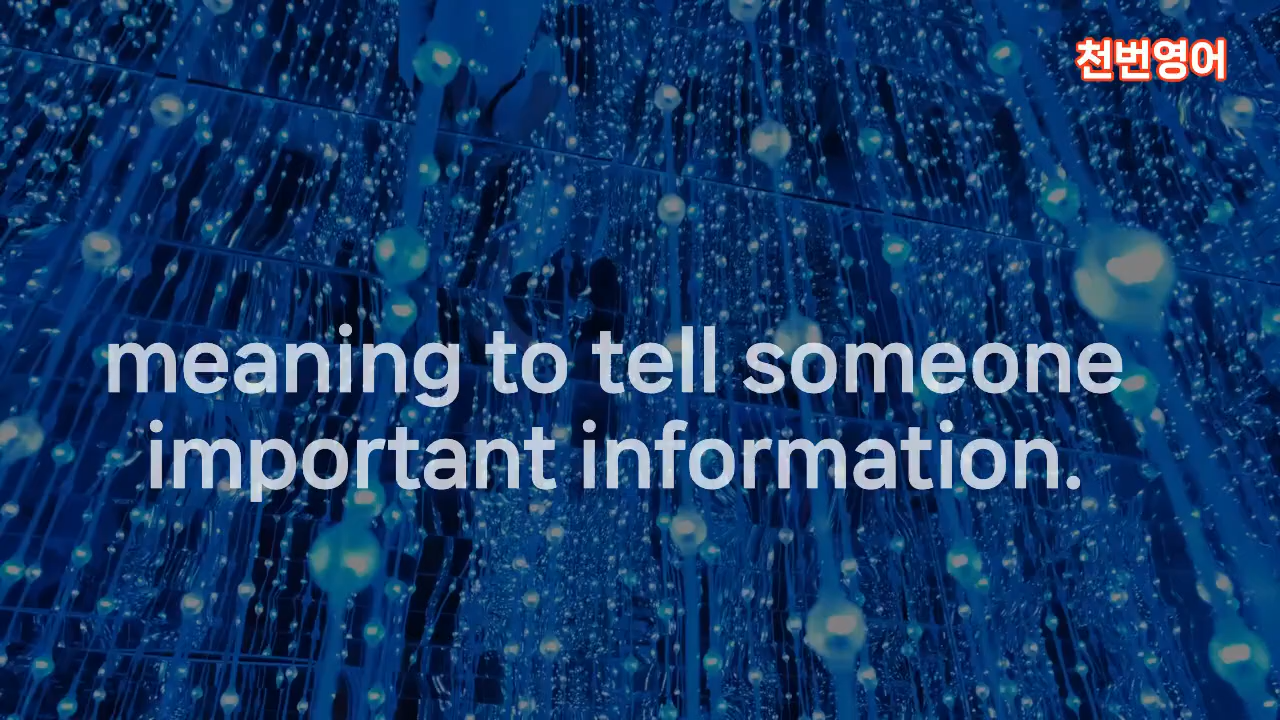 천번영어
meaning to tell someone
important information.